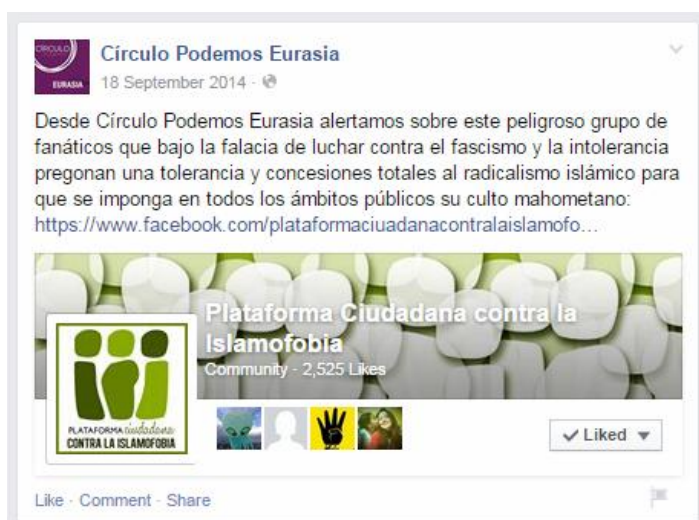 CÍRCULO
EURASIA
Círculo Podemos Eurasia
18 September 2014 ·
Desde Círculo Podemos Eurasia alertamos sobre este peligroso grupo de
fanáticos que bajo la falacia de luchar contra el fascismo y la intolerancia
pregonan una tolerancia y concesiones totales al radicalismo islámico para
que se imponga en todos los ámbitos públicos su culto mahometano:
https://www.facebook.com/plataformaciuadanacontralaislamofo...
Plataforma Ciudadana contra la
Islamofobia
Community - 2,525 Likes
PLATAFORMA ciudadana
CONTRA LA ISLAMOFOBIA
Liked
Like · Comment · Share